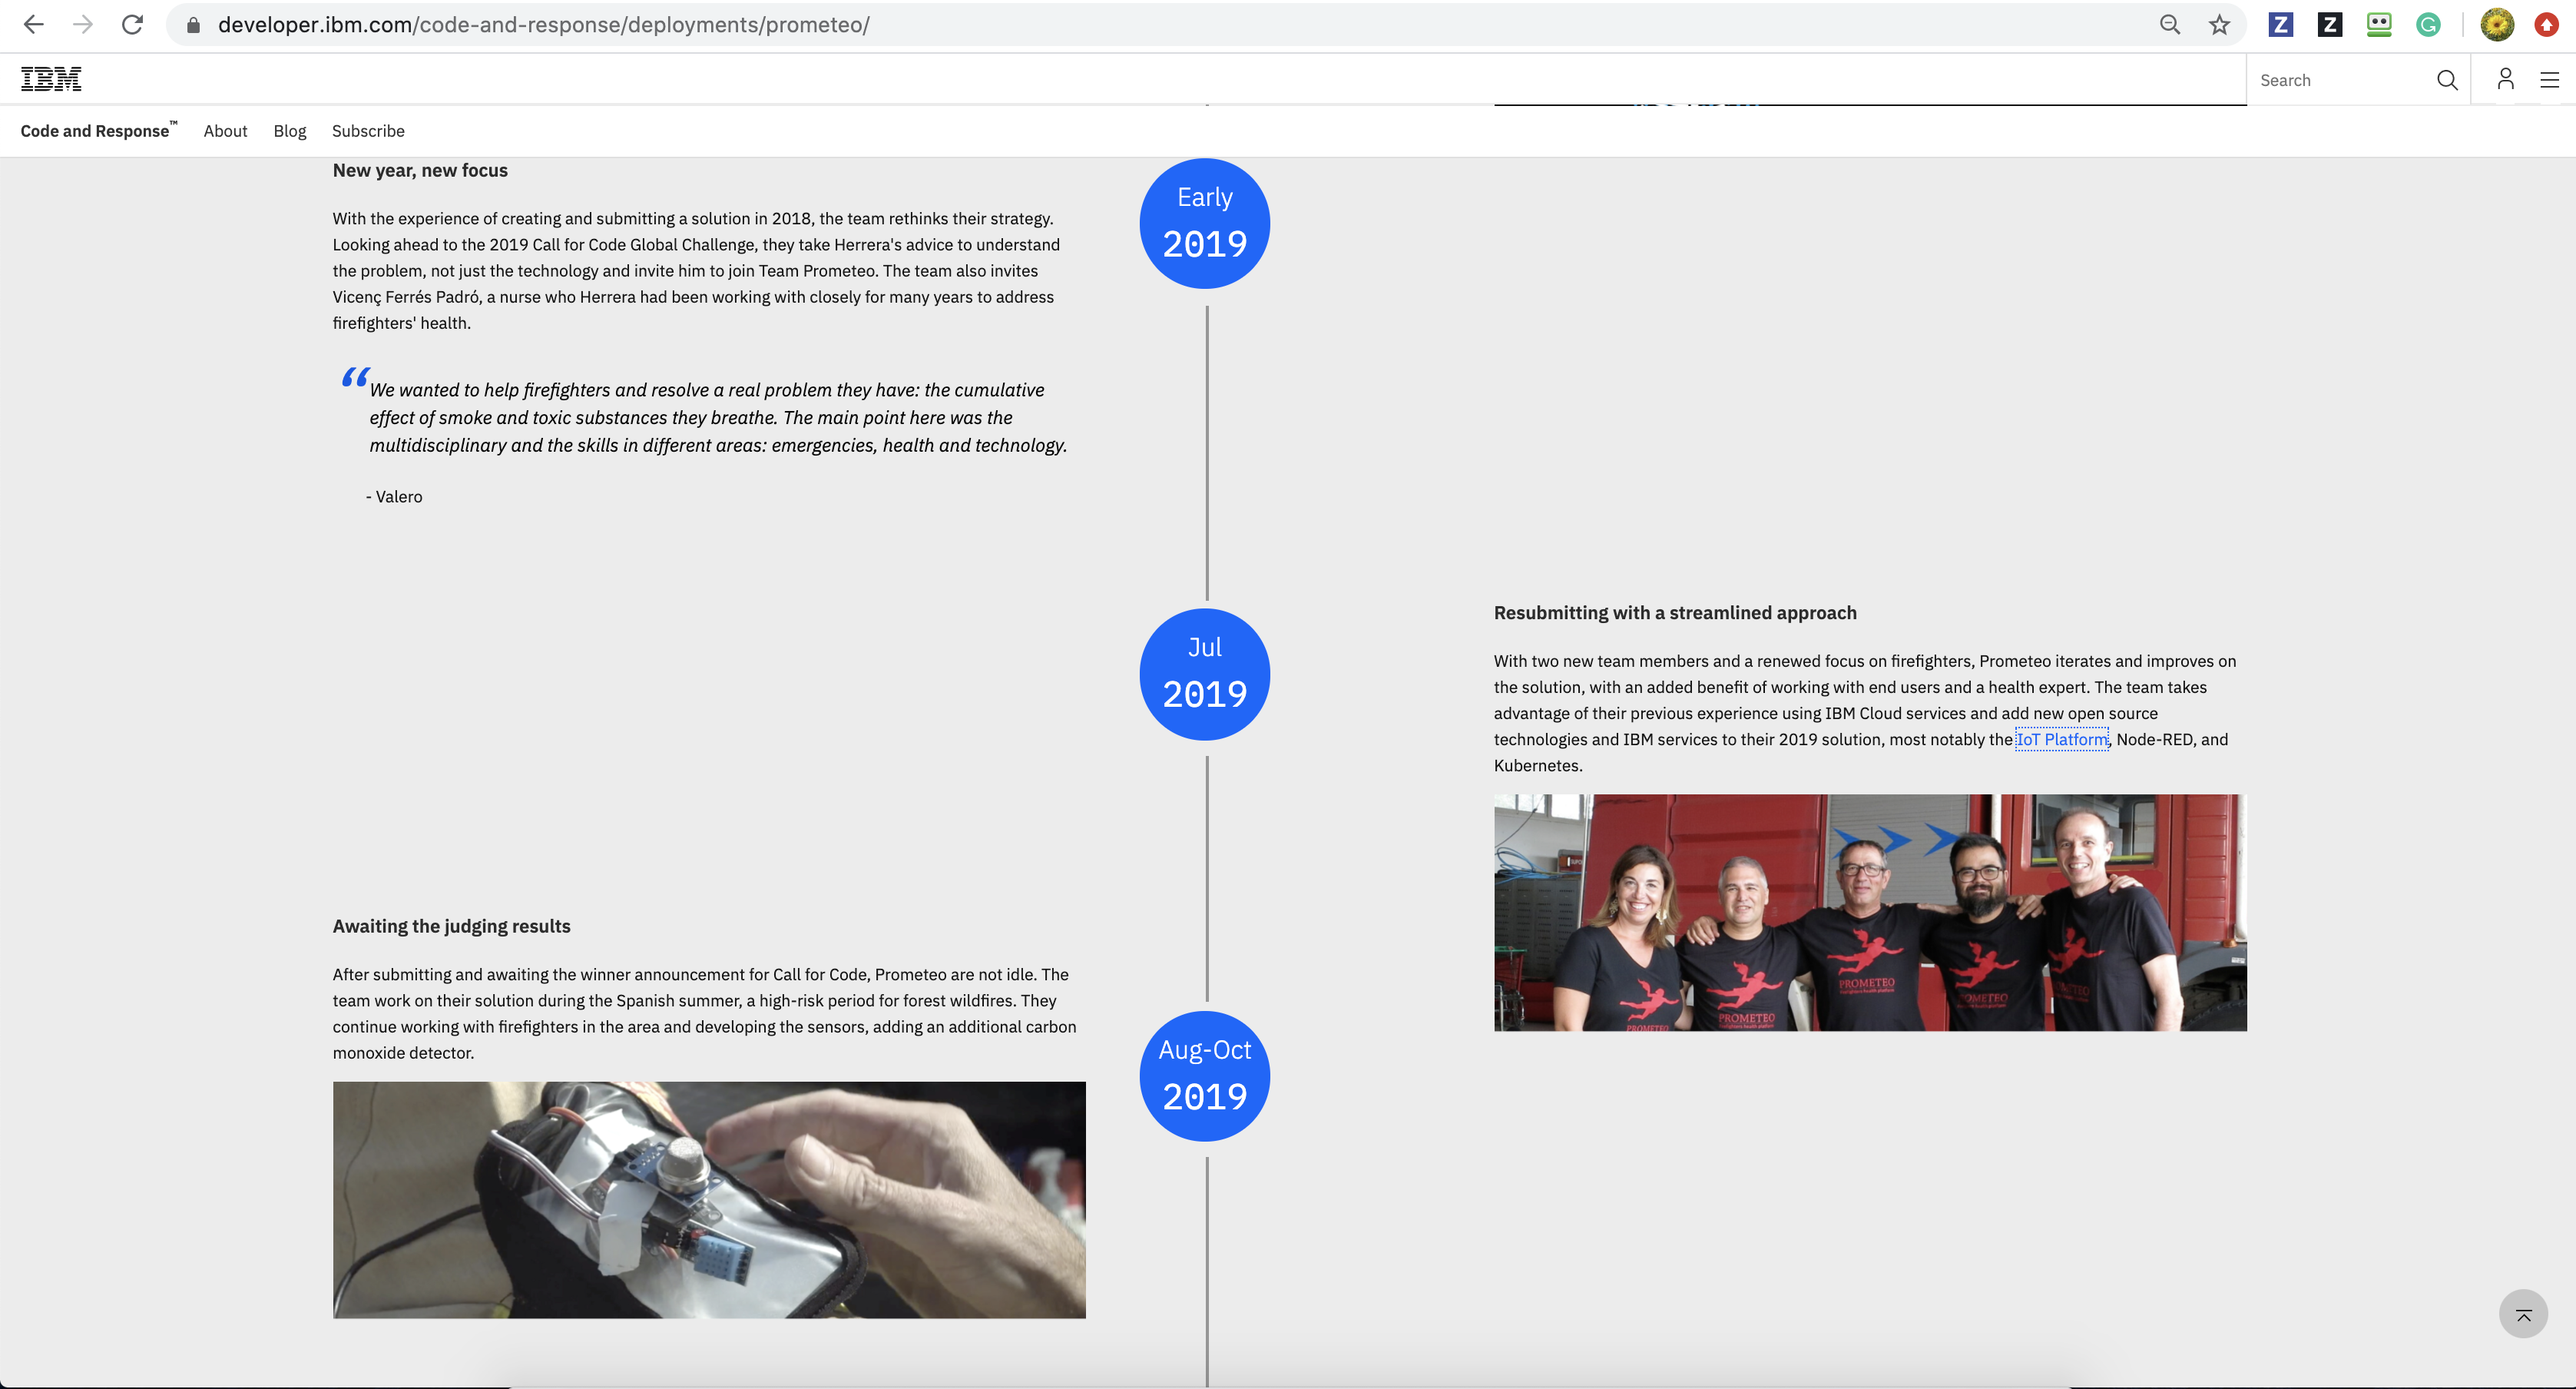 developer.ibm.com/code-and-response/deployments/prometeo/
Z
Z
G
IBM
Search
Code and Response™
About
Blog
Subscribe
New year, new focus
With the experience of creating and submitting a solution in 2018, the team rethinks their strategy.
Looking ahead to the 2019 Call for Code Global Challenge, they take Herrera's advice to understand
the problem, not just the technology and invite him to join Team Prometeo. The team also invites
Vicenç Ferrés Padró, a nurse who Herrera had been working with closely for many years to address
firefighters' health.
“We wanted to help firefighters and resolve a real problem they have: the cumulative
effect of smoke and toxic substances they breathe. The main point here was the
multidisciplinary and the skills in different areas: emergencies, health and technology.
- Valero
Early
2019
Jul
2019
Resubmitting with a streamlined approach
With two new team members and a renewed focus on firefighters, Prometeo iterates and improves on
the solution, with an added benefit of working with end users and a health expert. The team takes
advantage of their previous experience using IBM Cloud services and add new open source
technologies and IBM services to their 2019 solution, most notably the IoT Platform, Node-RED, and
Kubernetes.
PROMETEO
PROMETEO
PROMETEO
PROMETEO
PROMETEO
Awaiting the judging results
After submitting and awaiting the winner announcement for Call for Code, Prometeo are not idle. The
team work on their solution during the Spanish summer, a high-risk period for forest wildfires. They
continue working with firefighters in the area and developing the sensors, adding an additional carbon
monoxide detector.
Aug-Oct
2019